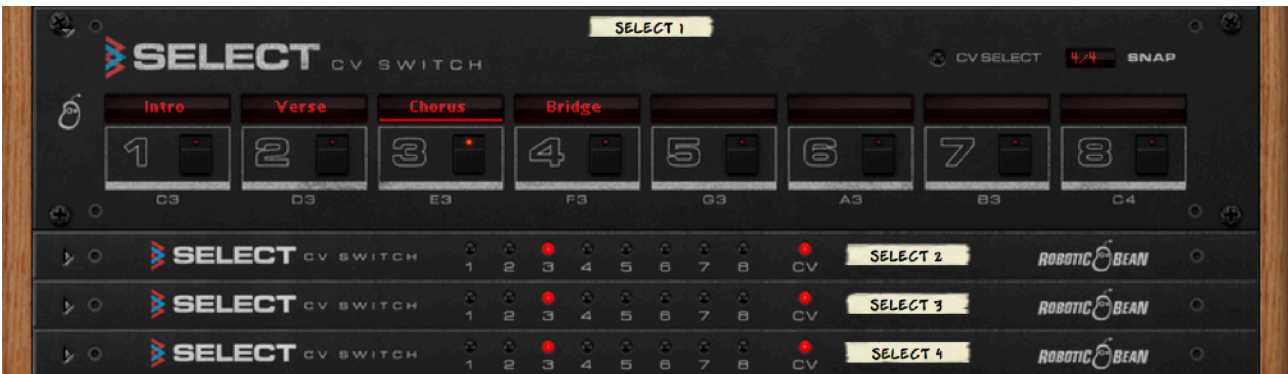 SELECT 1
SELECT CV SWITCH
CV SELECT 4/4 SNAP
Intro Verse Chorus Bridge
1 2 3 4 5 6 7 8
C3 D3 E3 F3 G3 A3 B3 C4
SELECT CV SWITCH 1 2 3 4 5 6 7 8 CV SELECT 2 ROBOTIC BEAN
SELECT CV SWITCH 1 2 3 4 5 6 7 8 CV SELECT 3 ROBOTIC BEAN
SELECT CV SWITCH 1 2 3 4 5 6 7 8 CV SELECT 4 ROBOTIC BEAN